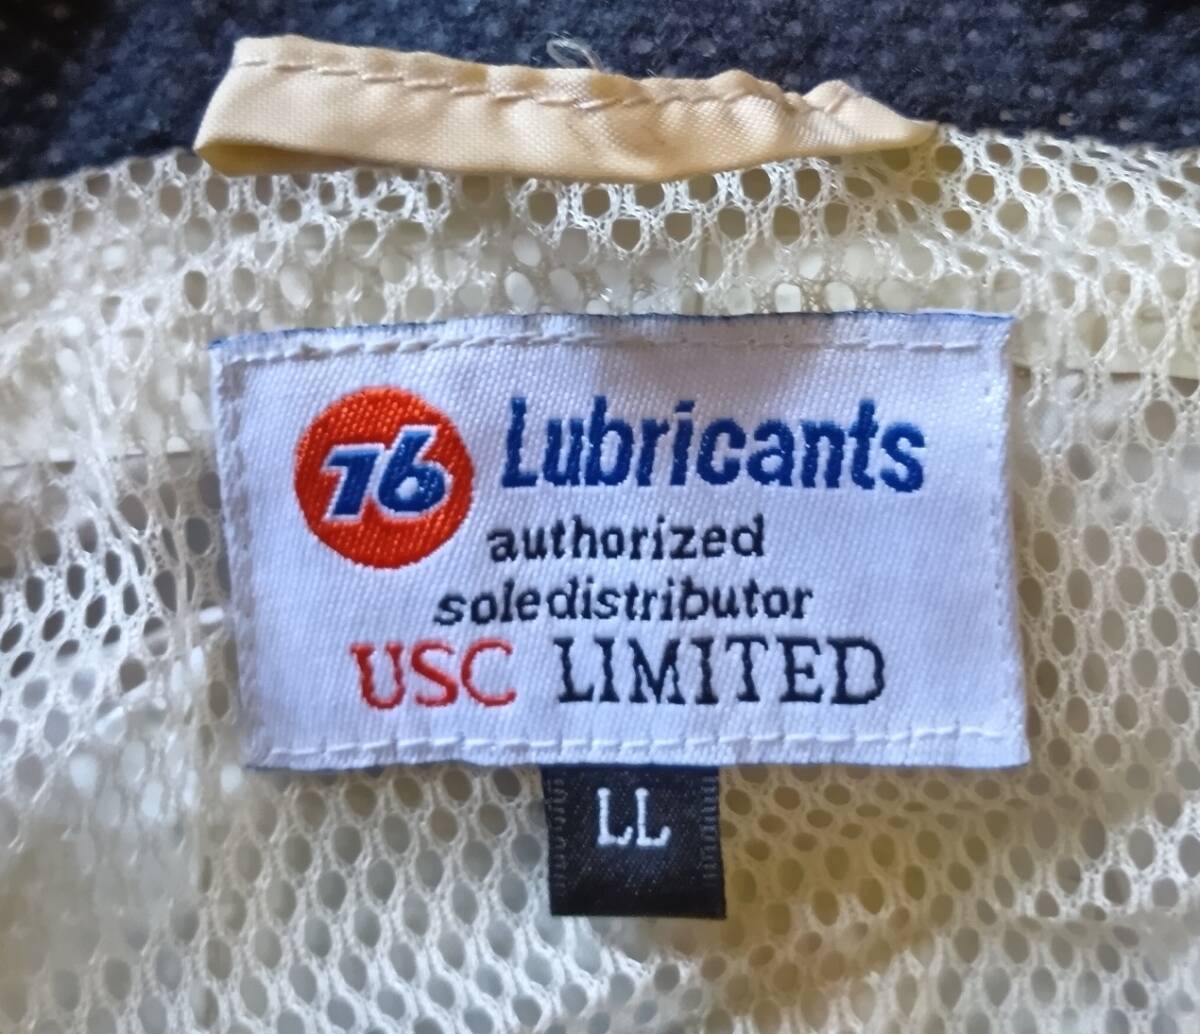 76 Lubricants
authorized
soledistributor
USC LIMITED
LL